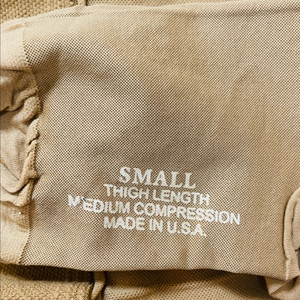 SMALL
THIGH LENGTH
MEDIUM COMPRESSION
MADE IN U.S.A.